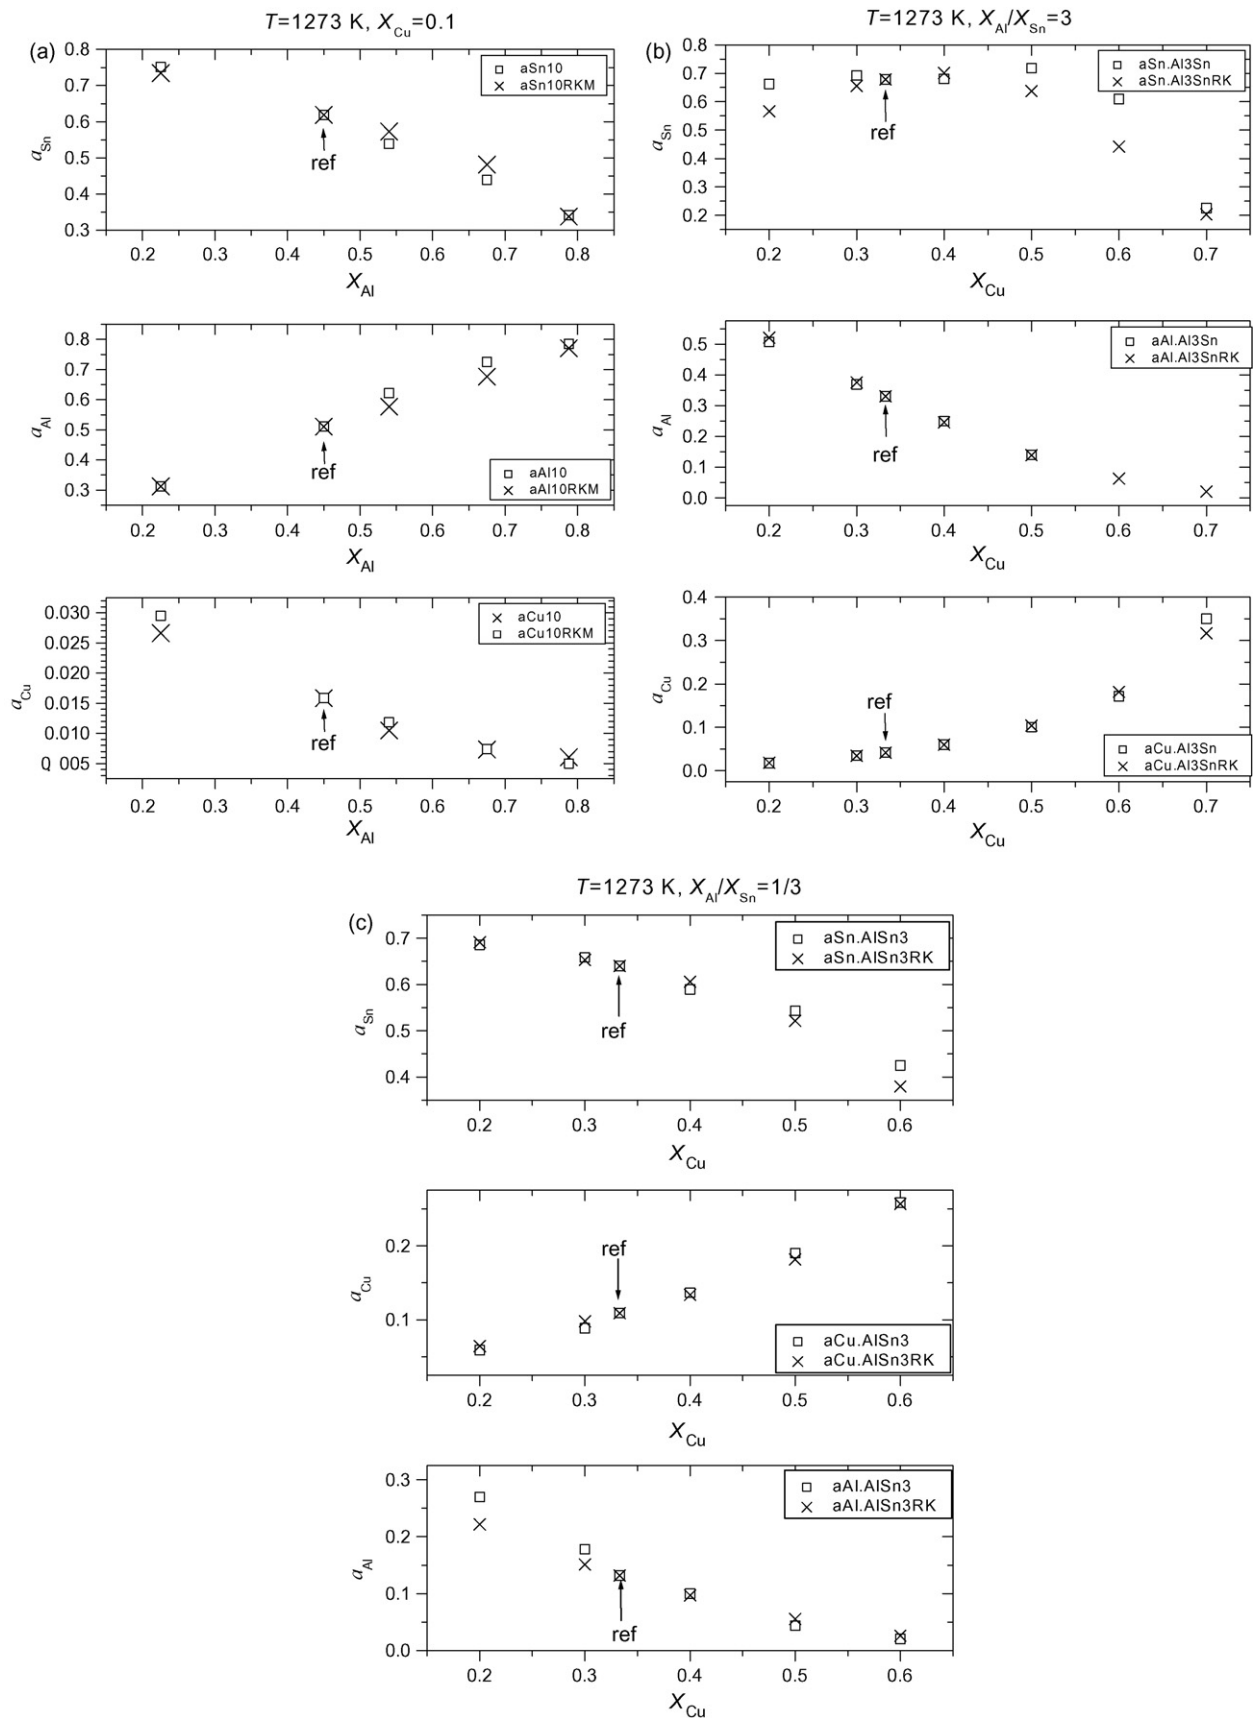 T=1273 K, X_Cu=0.1
(a)
aSn10
aSn10RKM
a_Sn
0.8
0.7
0.6
0.5
0.4
0.3
ref
0.2 0.3 0.4 0.5 0.6 0.7 0.8
X_Al
aAl10
aAl10RKM
a_Al
0.8
0.7
0.6
0.5
0.4
0.3
ref
0.2 0.3 0.4 0.5 0.6 0.7 0.8
X_Al
aCu10
aCu10RKM
a_Cu
0.030
0.025
0.020
0.015
0.010
0 005
ref
0.2 0.3 0.4 0.5 0.6 0.7 0.8
X_Al
T=1273 K, X_Al/X_Sn=3
(b)
aSn.Al3Sn
aSn.Al3SnRK
a_Sn
0.8
0.7
0.6
0.5
0.4
0.3
0.2
ref
0.2 0.3 0.4 0.5 0.6 0.7
X_Cu
aAl.Al3Sn
aAl.Al3SnRK
a_Al
0.5
0.4
0.3
0.2
0.1
0.0
ref
0.2 0.3 0.4 0.5 0.6 0.7
X_Cu
a_Cu
0.4
0.3
0.2
0.1
0.0
ref
aCu.Al3Sn
aCu.Al3SnRK
0.2 0.3 0.4 0.5 0.6 0.7
X_Cu
T=1273 K, X_Al/X_Sn=1/3
(c)
aSn.AlSn3
aSn.AlSn3RK
a_Sn
0.7
0.6
0.5
0.4
ref
0.2 0.3 0.4 0.5 0.6
X_Cu
a_Cu
0.2
0.1
ref
aCu.AlSn3
aCu.AlSn3RK
0.2 0.3 0.4 0.5 0.6
X_Cu
aAl.AlSn3
aAl.AlSn3RK
a_Al
0.3
0.2
0.1
0.0
ref
0.2 0.3 0.4 0.5 0.6
X_Cu